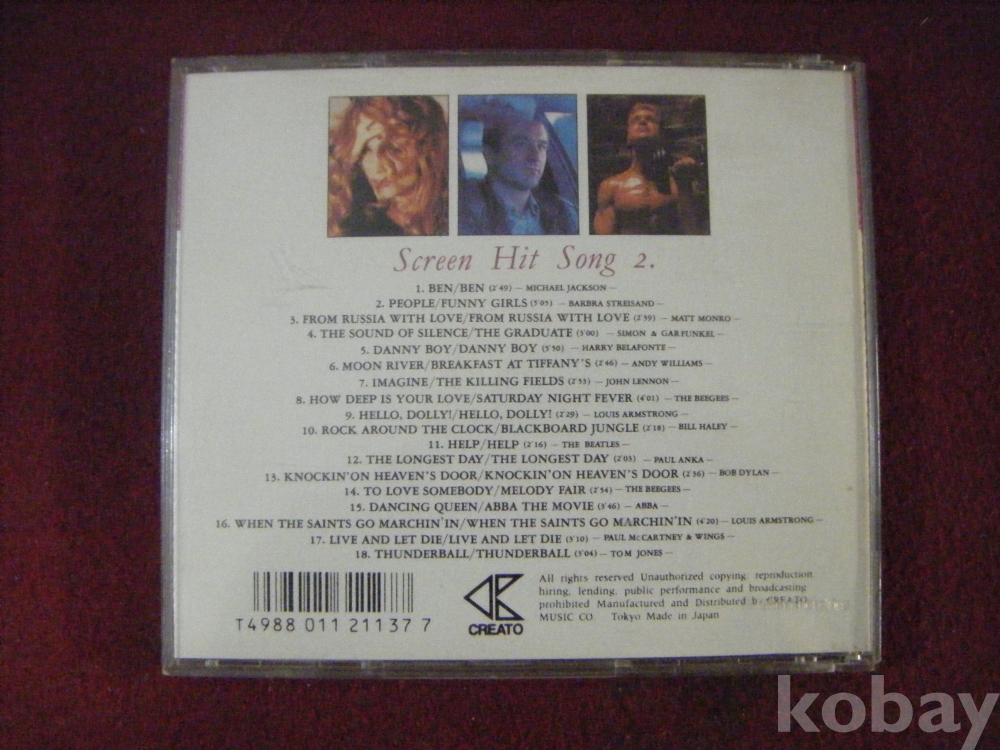 Screen Hit Song 2.
1. BEN/BEN (2'49) — MICHAEL JACKSON —
2. PEOPLE/FUNNY GIRLS (5'05) — BARBRA STREISAND —
3. FROM RUSSIA WITH LOVE/FROM RUSSIA WITH LOVE (2'39) — MATT MONRO —
4. THE SOUND OF SILENCE/THE GRADUATE (3'00) — SIMON & GARFUNKEL —
5. DANNY BOY/DANNY BOY (5'50) — HARRY BELAFONTE —
6. MOON RIVER/BREAKFAST AT TIFFANY'S (2'46) — ANDY WILLIAMS —
7. IMAGINE/THE KILLING FIELDS (2'53) — JOHN LENNON —
8. HOW DEEP IS YOUR LOVE/SATURDAY NIGHT FEVER (4'01) — THE BEEGEES —
9. HELLO, DOLLY!/HELLO, DOLLY! (2'29) — LOUIS ARMSTRONG —
10. ROCK AROUND THE CLOCK/BLACKBOARD JUNGLE (2'18) — BILL HALEY —
11. HELP/HELP (2'16) — THE BEATLES —
12. THE LONGEST DAY/THE LONGEST DAY (2'03) — PAUL ANKA —
13. KNOCKIN'ON HEAVEN'S DOOR/KNOCKIN'ON HEAVEN'S DOOR (2'36) — BOB DYLAN —
14. TO LOVE SOMEBODY/MELODY FAIR (2'54) — THE BEEGEES —
15. DANCING QUEEN/ABBA THE MOVIE (3'46) — ABBA —
16. WHEN THE SAINTS GO MARCHIN'IN/WHEN THE SAINTS GO MARCHIN'IN (4'20) — LOUIS ARMSTRONG —
17. LIVE AND LET DIE/LIVE AND LET DIE (3'10) — PAUL McCARTNEY & WINGS —
18. THUNDERBALL/THUNDERBALL (3'04) — TOM JONES —
T4988 011 21137 7
CREATO
All rights reserved Unauthorized copying reproduction
hiring, lending, public performance and broadcasting
prohibited Manufactured and Distributed by CREATO
MUSIC CO. Tokyo Made in Japan
kobay